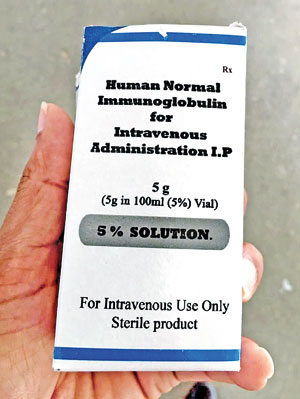 Rx
Human Normal
Immunoglobulin
for
Intravenous
Administration I.P
5 g
(5g in 100ml (5%) Vial)
5 % SOLUTION.
For Intravenous Use Only
Sterile product